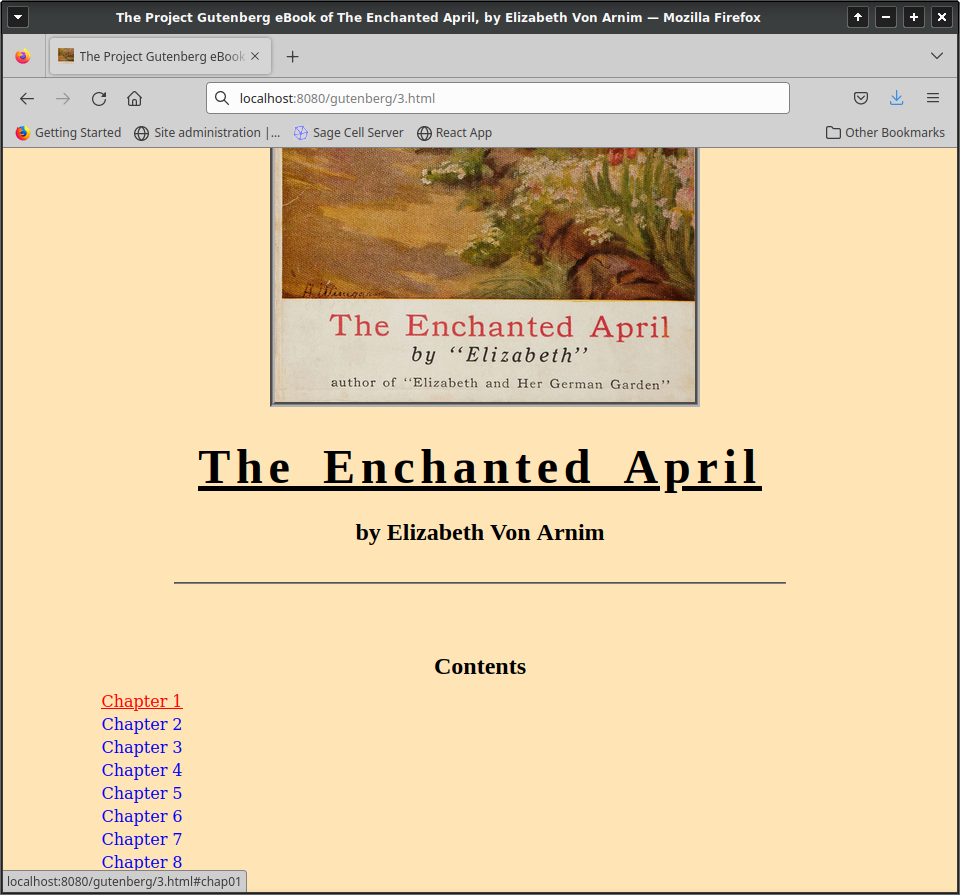 The Project Gutenberg eBook of The Enchanted April, by Elizabeth Von Arnim — Mozilla Firefox
The Project Gutenberg eBook
localhost:8080/gutenberg/3.html
Getting Started
Site administration |...
Sage Cell Server
React App
Other Bookmarks
The Enchanted April
by “Elizabeth”
author of “Elizabeth and Her German Garden”
The Enchanted April
by Elizabeth Von Arnim
Contents
Chapter 1
Chapter 2
Chapter 3
Chapter 4
Chapter 5
Chapter 6
Chapter 7
Chapter 8
localhost:8080/gutenberg/3.html#chap01